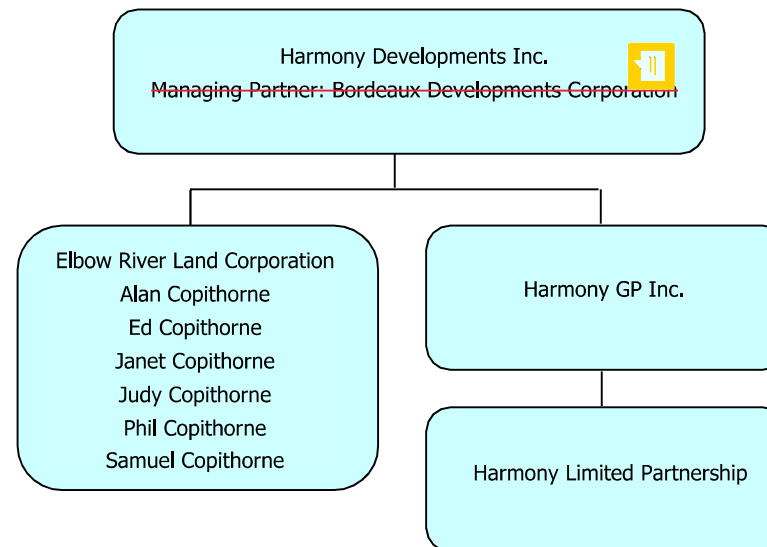 Harmony Developments Inc.
Managing Partner: Bordeaux Developments Corporation
Elbow River Land Corporation
Alan Copithorne
Ed Copithorne
Janet Copithorne
Judy Copithorne
Phil Copithorne
Samuel Copithorne
Harmony GP Inc.
Harmony Limited Partnership